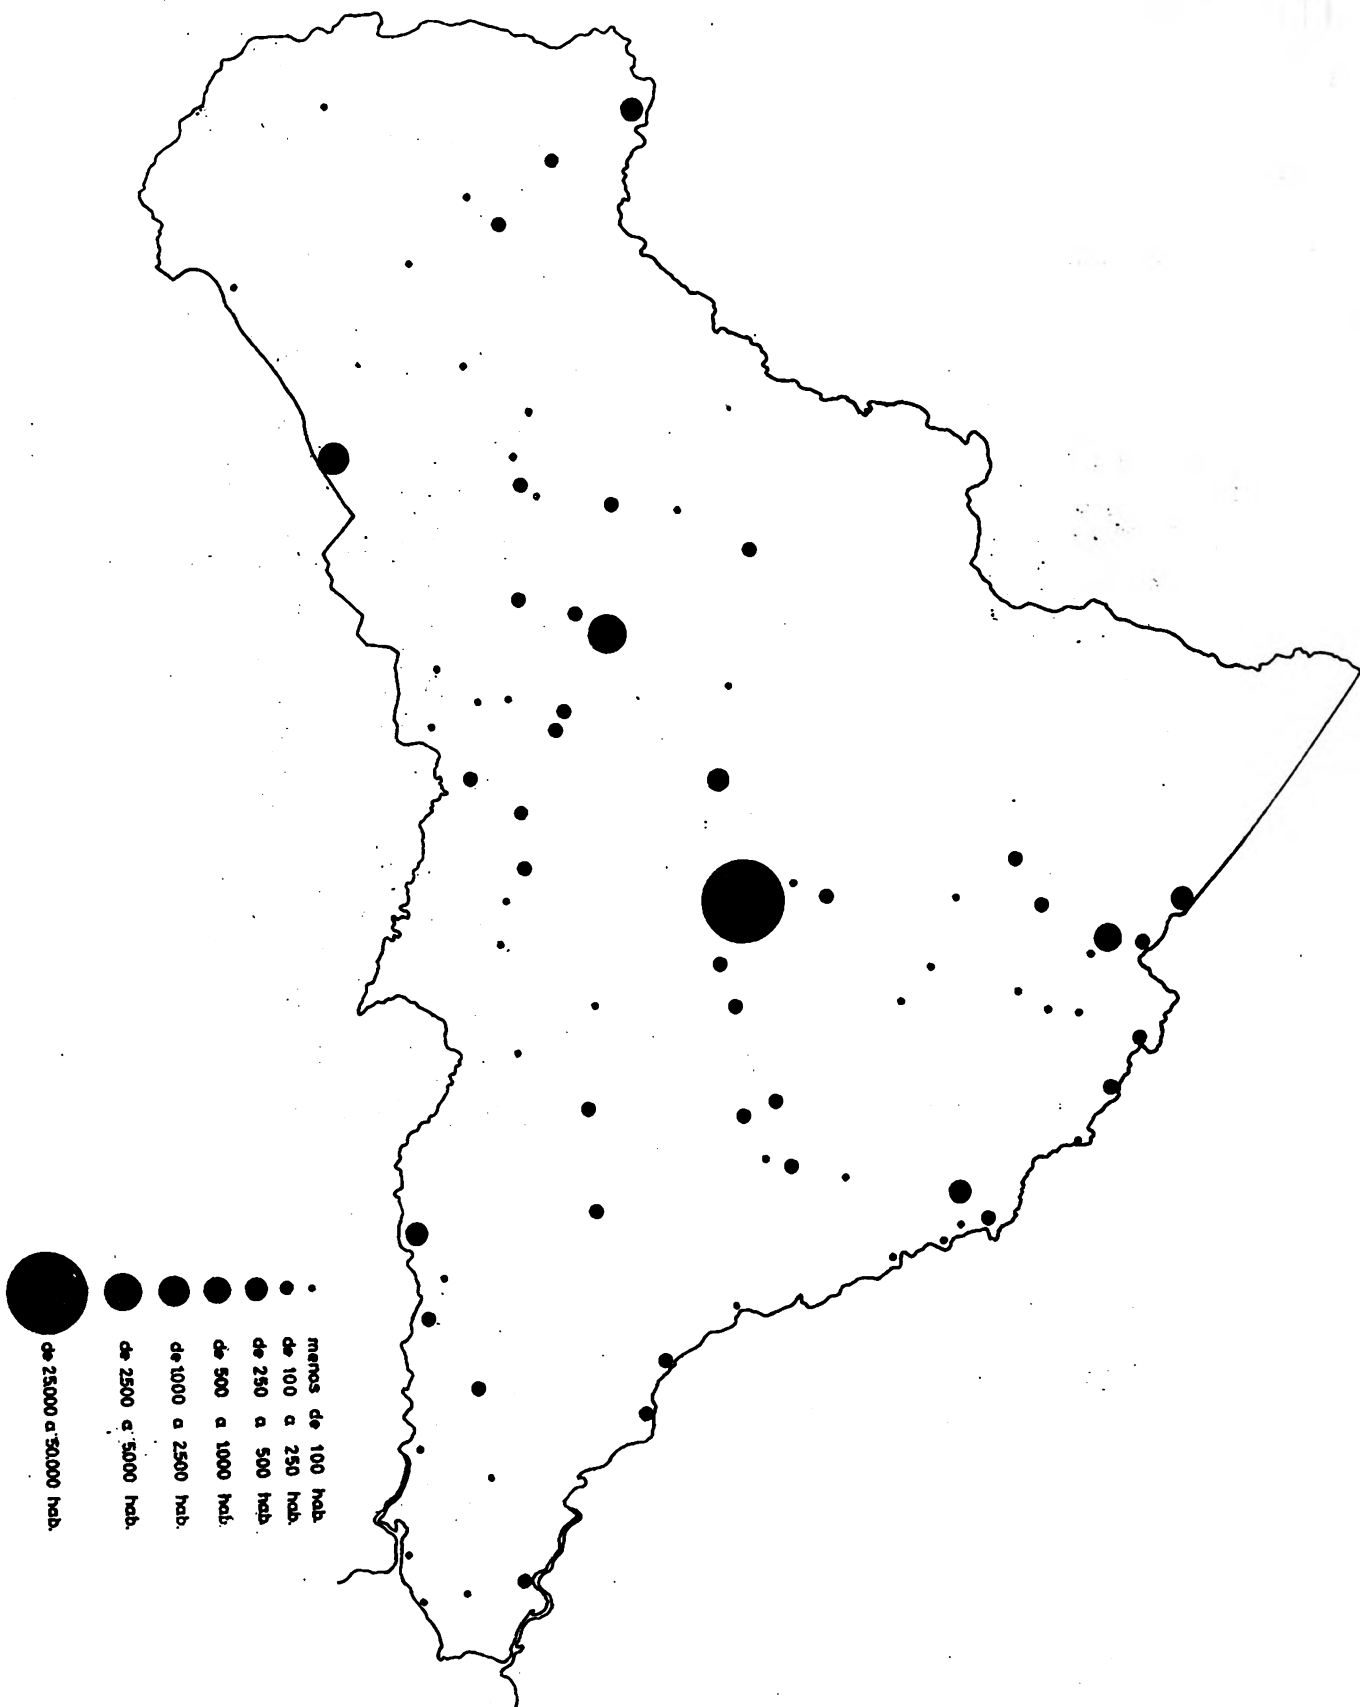 menos de 100 hab.
de 100 a 250 hab.
de 250 a 500 hab.
de 500 a 1000 hab.
de 1000 a 2500 hab.
de 2500 a 5000 hab.
de 25.000 a 50.000 hab.